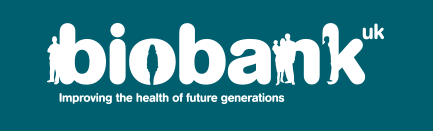 biobank uk
Improving the health of future generations